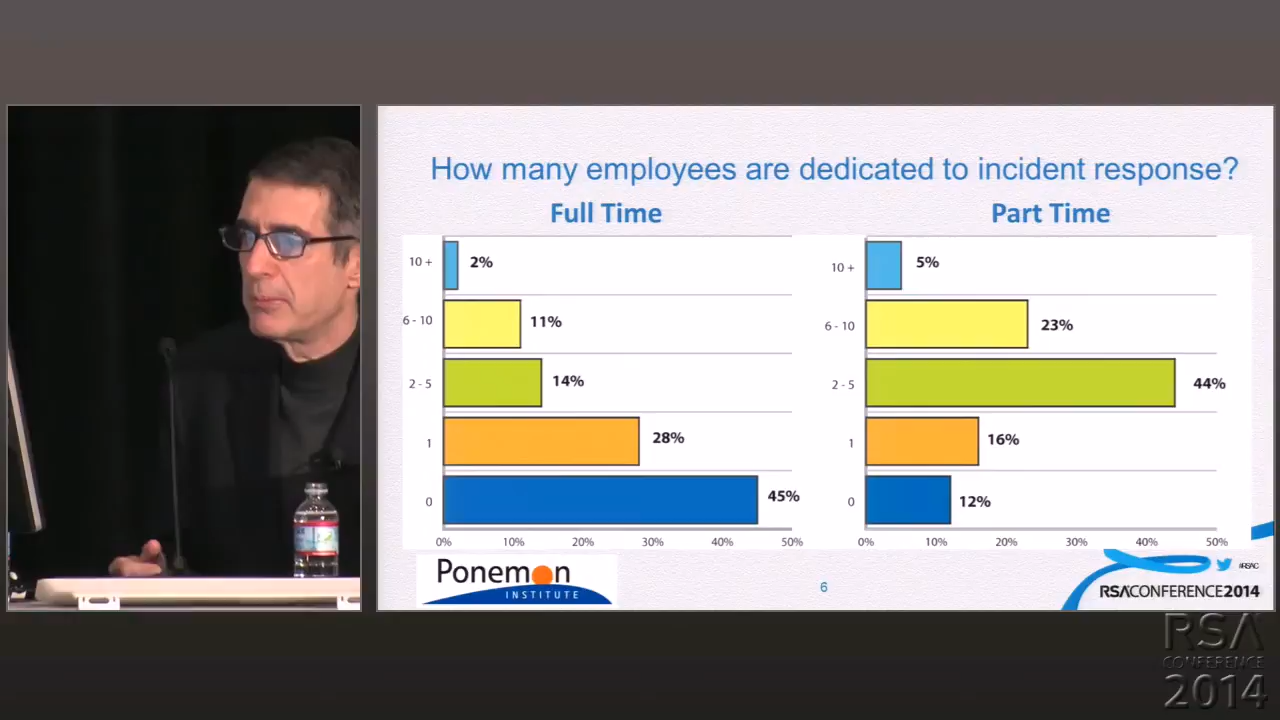 How many employees are dedicated to incident response?
Full Time
10 +
2%
6 - 10
11%
2 - 5
14%
1
28%
0
45%
0% 10% 20% 30% 40% 50%
Part Time
10 +
5%
6 - 10
23%
2 - 5
44%
1
16%
0
12%
0% 10% 20% 30% 40% 50%
Ponemon
INSTITUTE
6
#RSAC
RSACONFERENCE2014
RSA
CONFERENCE
2014